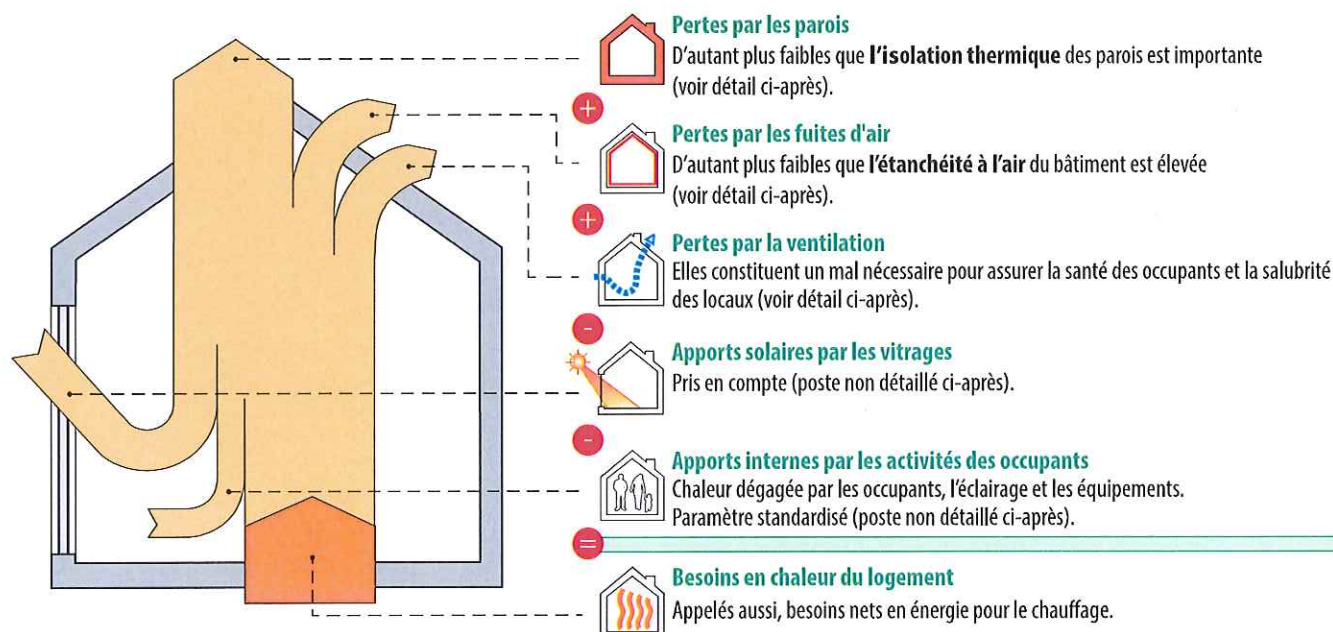 Pertes par les parois
D'autant plus faibles que l'isolation thermique des parois est importante
(voir détail ci-après).
+
Pertes par les fuites d'air
D'autant plus faibles que l'étanchéité à l'air du bâtiment est élevée
(voir détail ci-après).
+
Pertes par la ventilation
Elles constituent un mal nécessaire pour assurer la santé des occupants et la salubrité
des locaux (voir détail ci-après).
-
Apports solaires par les vitrages
Pris en compte (poste non détaillé ci-après).
-
Apports internes par les activités des occupants
Chaleur dégagée par les occupants, l'éclairage et les équipements.
Paramètre standardisé (poste non détaillé ci-après).
=
Besoins en chaleur du logement
Appelés aussi, besoins nets en énergie pour le chauffage.